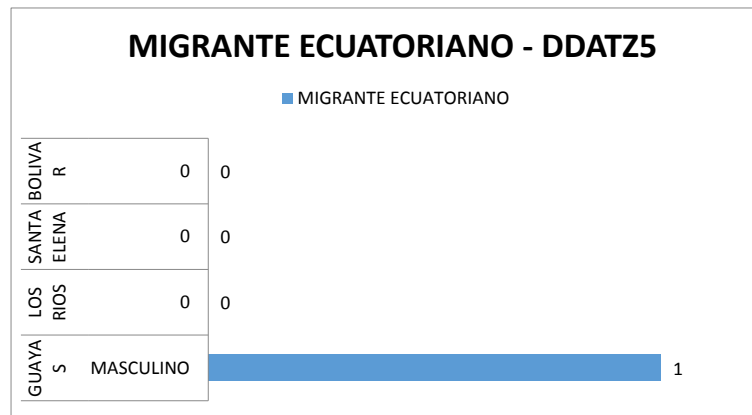 MIGRANTE ECUATORIANO - DDATZ5
MIGRANTE ECUATORIANO
BOLIVA
R
0
0
SANTA
ELENA
0
0
LOS
RIOS
0
0
GUAYA
S
MASCULINO
1